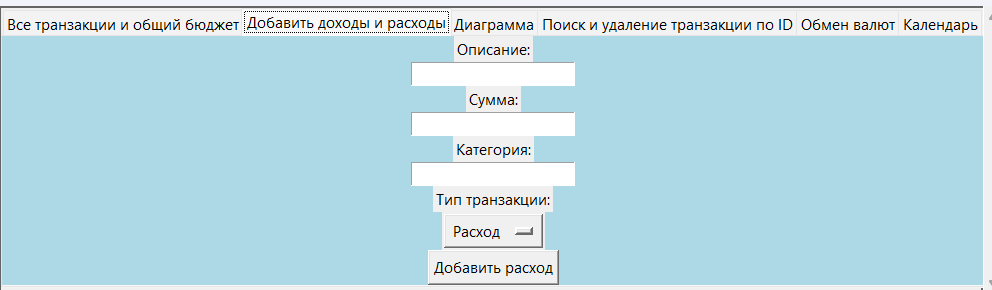 Все транзакции и общий бюджет Добавить доходы и расходы Диаграмма Поиск и удаление транзакции по ID Обмен валют Календарь
Описание:
Сумма:
Категория:
Тип транзакции:
Расход
Добавить расход